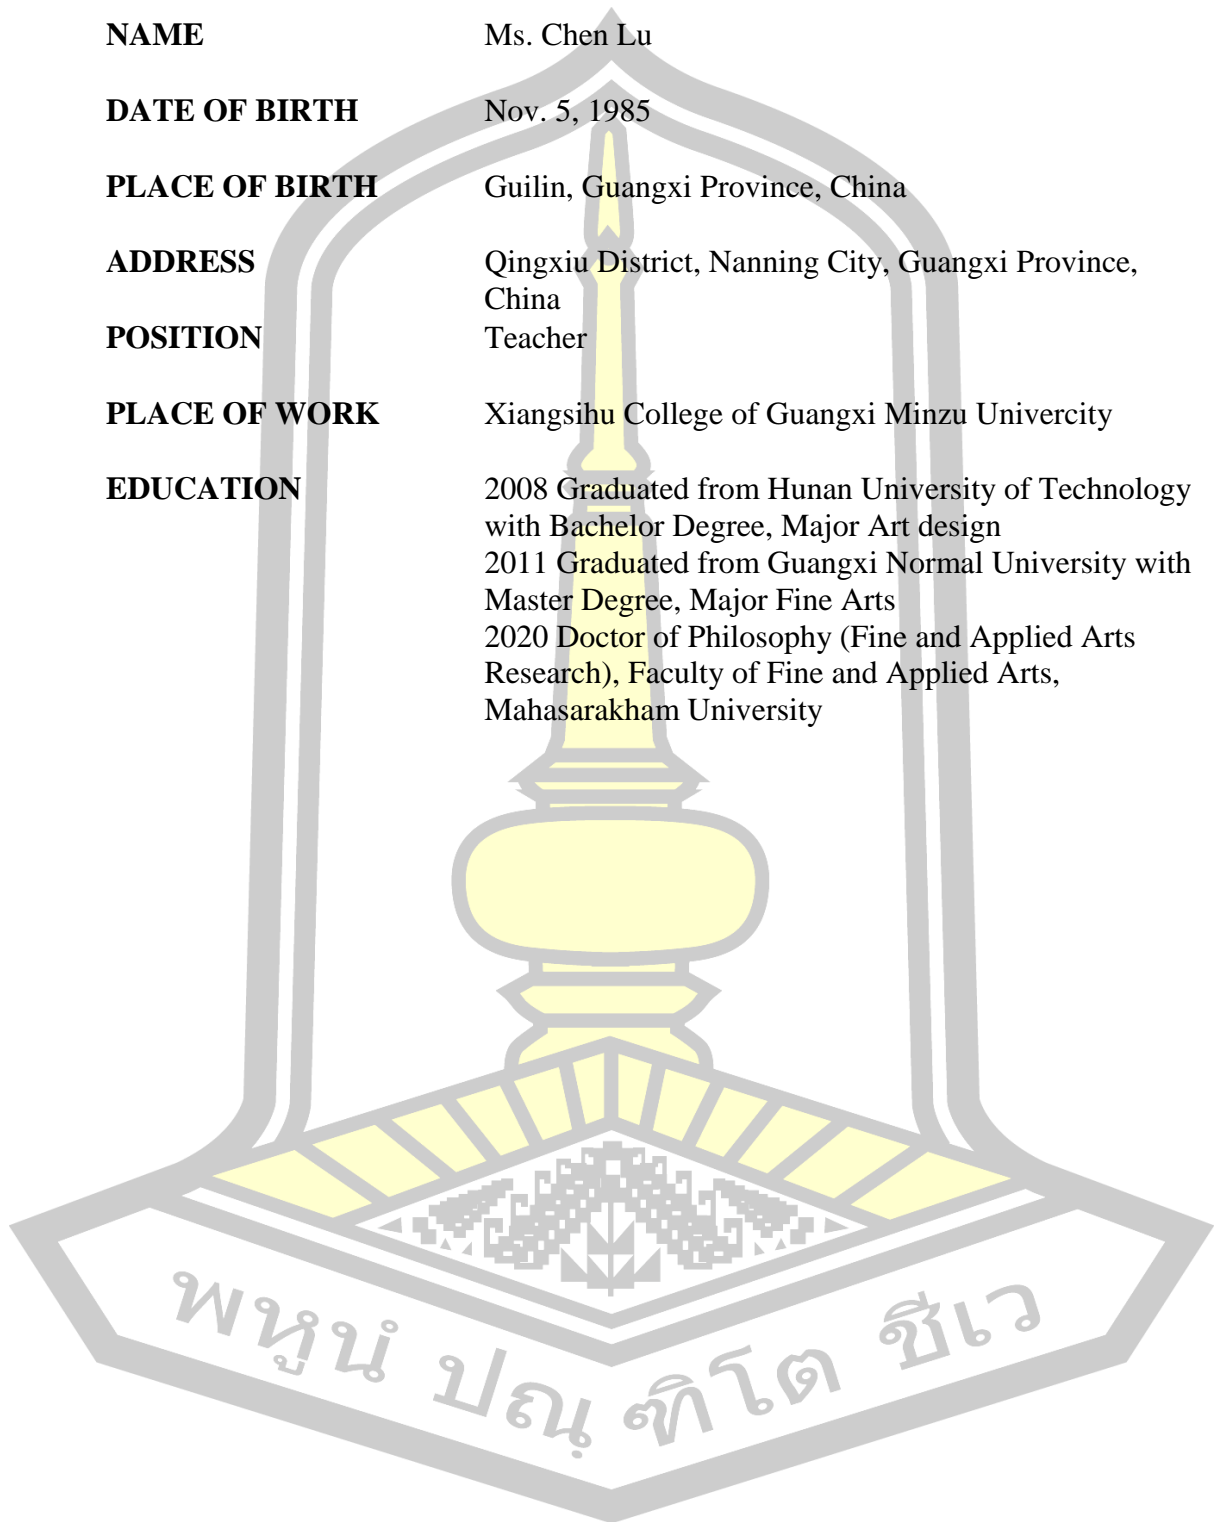 NAME Ms. Chen Lu
DATE OF BIRTH Nov. 5, 1985
PLACE OF BIRTH Guilin, Guangxi Province, China
ADDRESS Qingxiu District, Nanning City, Guangxi Province,
China
POSITION Teacher
PLACE OF WORK Xiangsihu College of Guangxi Minzu Univercity
EDUCATION 2008 Graduated from Hunan University of Technology
with Bachelor Degree, Major Art design
2011 Graduated from Guangxi Normal University with
Master Degree, Major Fine Arts
2020 Doctor of Philosophy (Fine and Applied Arts
Research), Faculty of Fine and Applied Arts,
Mahasarakham University
พหูนํ ปณฺฑิโต ชีเว